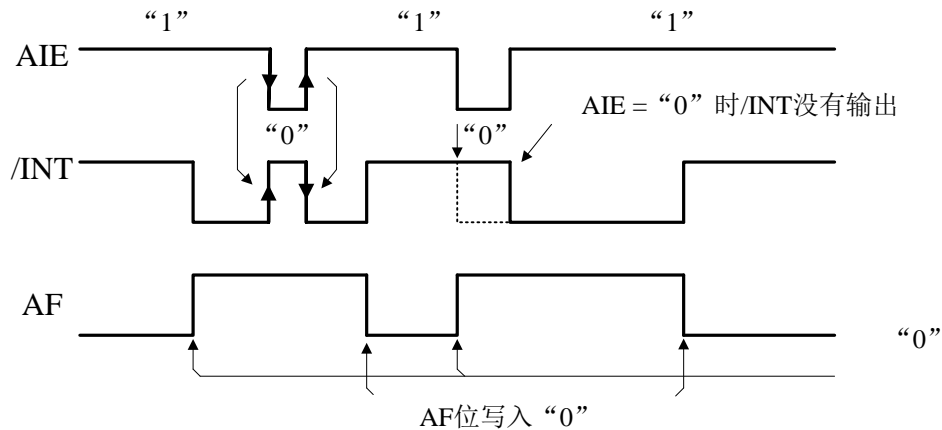 “1” “1” “1”
AIE
AIE = “0”时/INT没有输出
“0” “0”
/INT
AF
“0”
AF位写入“0”